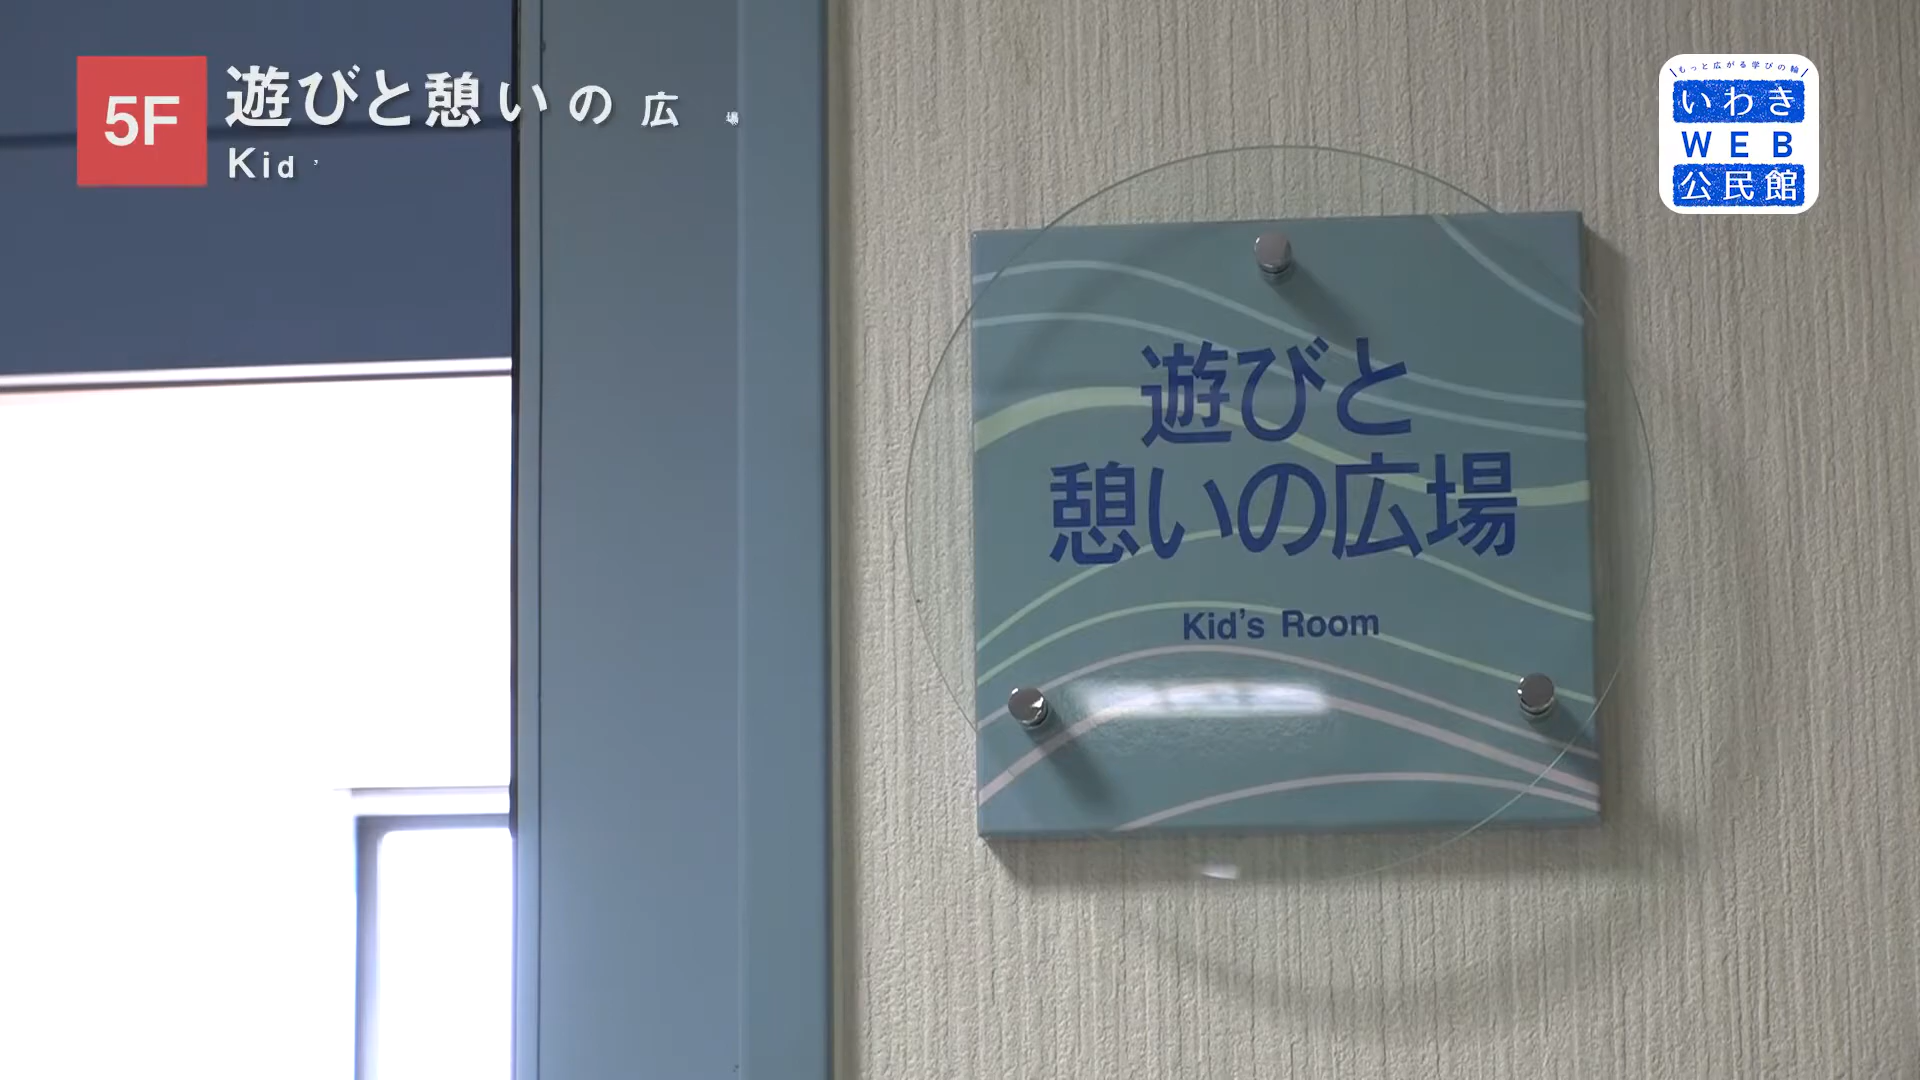 5F
遊びと憩いの広場
Kid'
もっと広がる学びの輪
いわき
WEB
公民館
遊びと
憩いの広場
Kid's Room